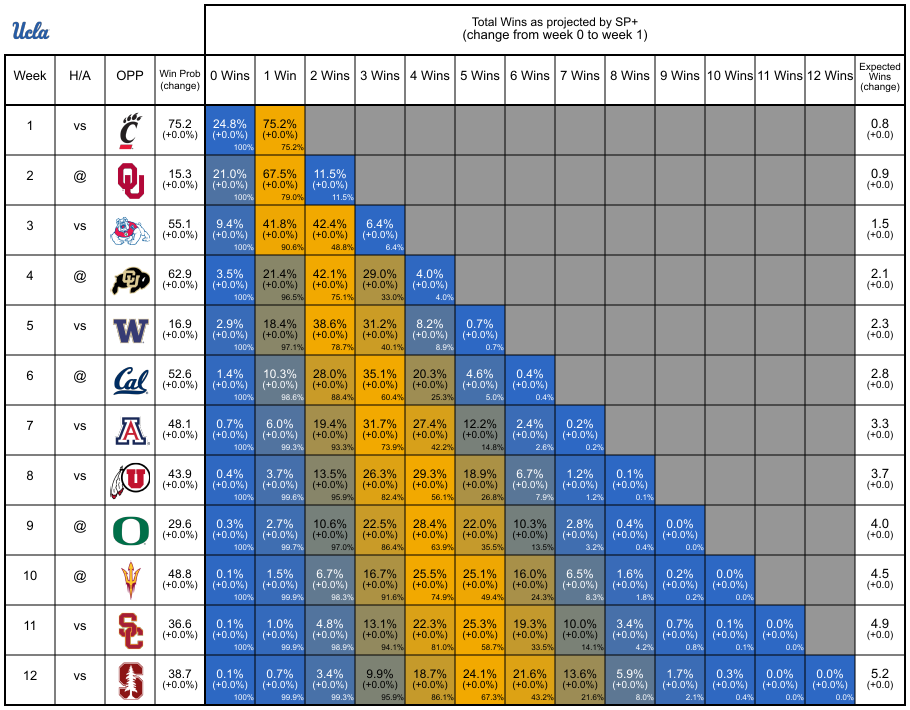 Ucla
Total Wins as projected by SP+
(change from week 0 to week 1)
Week H/A OPP Win Prob (change) 0 Wins 1 Win 2 Wins 3 Wins 4 Wins 5 Wins 6 Wins 7 Wins 8 Wins 9 Wins 10 Wins 11 Wins 12 Wins Expected Wins (change)
1 vs C 75.2 24.8% 75.2% 0.8
(+0.0%) (+0.0%) (+0.0%) (+0.0)
100% 75.2%
2 @ OU 15.3 21.0% 67.5% 11.5% 0.9
(+0.0%) (+0.0%) (+0.0%) (+0.0%) (+0.0)
100% 79.0% 11.5%
3 vs 55.1 9.4% 41.8% 42.4% 6.4% 1.5
(+0.0%) (+0.0%) (+0.0%) (+0.0%) (+0.0%) (+0.0)
100% 90.6% 48.8% 6.4%
4 @ CU 62.9 3.5% 21.4% 42.1% 29.0% 4.0% 2.1
(+0.0%) (+0.0%) (+0.0%) (+0.0%) (+0.0%) (+0.0%) (+0.0)
100% 96.5% 75.1% 33.0% 4.0%
5 vs W 16.9 2.9% 18.4% 38.6% 31.2% 8.2% 0.7% 2.3
(+0.0%) (+0.0%) (+0.0%) (+0.0%) (+0.0%) (+0.0%) (+0.0%) (+0.0)
100% 97.1% 78.7% 40.1% 8.9% 0.7%
6 @ Cal 52.6 1.4% 10.3% 28.0% 35.1% 20.3% 4.6% 0.4% 2.8
(+0.0%) (+0.0%) (+0.0%) (+0.0%) (+0.0%) (+0.0%) (+0.0%) (+0.0%) (+0.0)
100% 98.6% 88.4% 60.4% 25.3% 5.0% 0.4%
7 vs A 48.1 0.7% 6.0% 19.4% 31.7% 27.4% 12.2% 2.4% 0.2% 3.3
(+0.0%) (+0.0%) (+0.0%) (+0.0%) (+0.0%) (+0.0%) (+0.0%) (+0.0%) (+0.0%) (+0.0)
100% 99.3% 93.3% 73.9% 42.2% 14.8% 2.6% 0.2%
8 vs U 43.9 0.4% 3.7% 13.5% 26.3% 29.3% 18.9% 6.7% 1.2% 0.1% 3.7
(+0.0%) (+0.0%) (+0.0%) (+0.0%) (+0.0%) (+0.0%) (+0.0%) (+0.0%) (+0.0%) (+0.0%) (+0.0)
100% 99.6% 95.9% 82.4% 56.1% 26.8% 7.9% 1.2% 0.1%
9 @ O 29.6 0.3% 2.7% 10.6% 22.5% 28.4% 22.0% 10.3% 2.8% 0.4% 0.0% 4.0
(+0.0%) (+0.0%) (+0.0%) (+0.0%) (+0.0%) (+0.0%) (+0.0%) (+0.0%) (+0.0%) (+0.0%) (+0.0%) (+0.0)
100% 99.7% 97.0% 86.4% 63.9% 35.5% 13.5% 3.2% 0.4% 0.0%
10 @ 48.8 0.1% 1.5% 6.7% 16.7% 25.5% 25.1% 16.0% 6.5% 1.6% 0.2% 0.0% 4.5
(+0.0%) (+0.0%) (+0.0%) (+0.0%) (+0.0%) (+0.0%) (+0.0%) (+0.0%) (+0.0%) (+0.0%) (+0.0%) (+0.0%) (+0.0)
100% 99.9% 98.3% 91.6% 74.9% 49.4% 24.3% 8.3% 1.8% 0.2% 0.0%
11 vs SC 36.6 0.1% 1.0% 4.8% 13.1% 22.3% 25.3% 19.3% 10.0% 3.4% 0.7% 0.1% 0.0% 4.9
(+0.0%) (+0.0%) (+0.0%) (+0.0%) (+0.0%) (+0.0%) (+0.0%) (+0.0%) (+0.0%) (+0.0%) (+0.0%) (+0.0%) (+0.0%) (+0.0)
100% 99.9% 98.9% 94.1% 81.0% 58.7% 33.5% 14.1% 4.2% 0.8% 0.1% 0.0%
12 vs S 38.7 0.1% 0.7% 3.4% 9.9% 18.7% 24.1% 21.6% 13.6% 5.9% 1.7% 0.3% 0.0% 0.0% 5.2
(+0.0%) (+0.0%) (+0.0%) (+0.0%) (+0.0%) (+0.0%) (+0.0%) (+0.0%) (+0.0%) (+0.0%) (+0.0%) (+0.0%) (+0.0%) (+0.0%) (+0.0)
100% 99.9% 99.3% 95.9% 86.1% 67.3% 43.2% 21.6% 8.0% 2.1% 0.4% 0.0% 0.0%